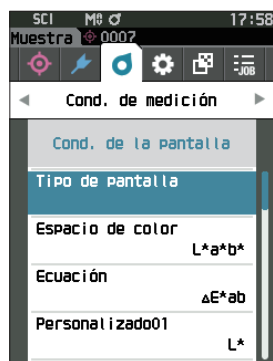 SCI M 17:58
Muestra 0007
-JOB
Cond. de medición
Cond. de la pantalla
Tipo de pantalla
Espacio de color
L*a*b*
Ecuación
ΔE*ab
Personalizado01
L*